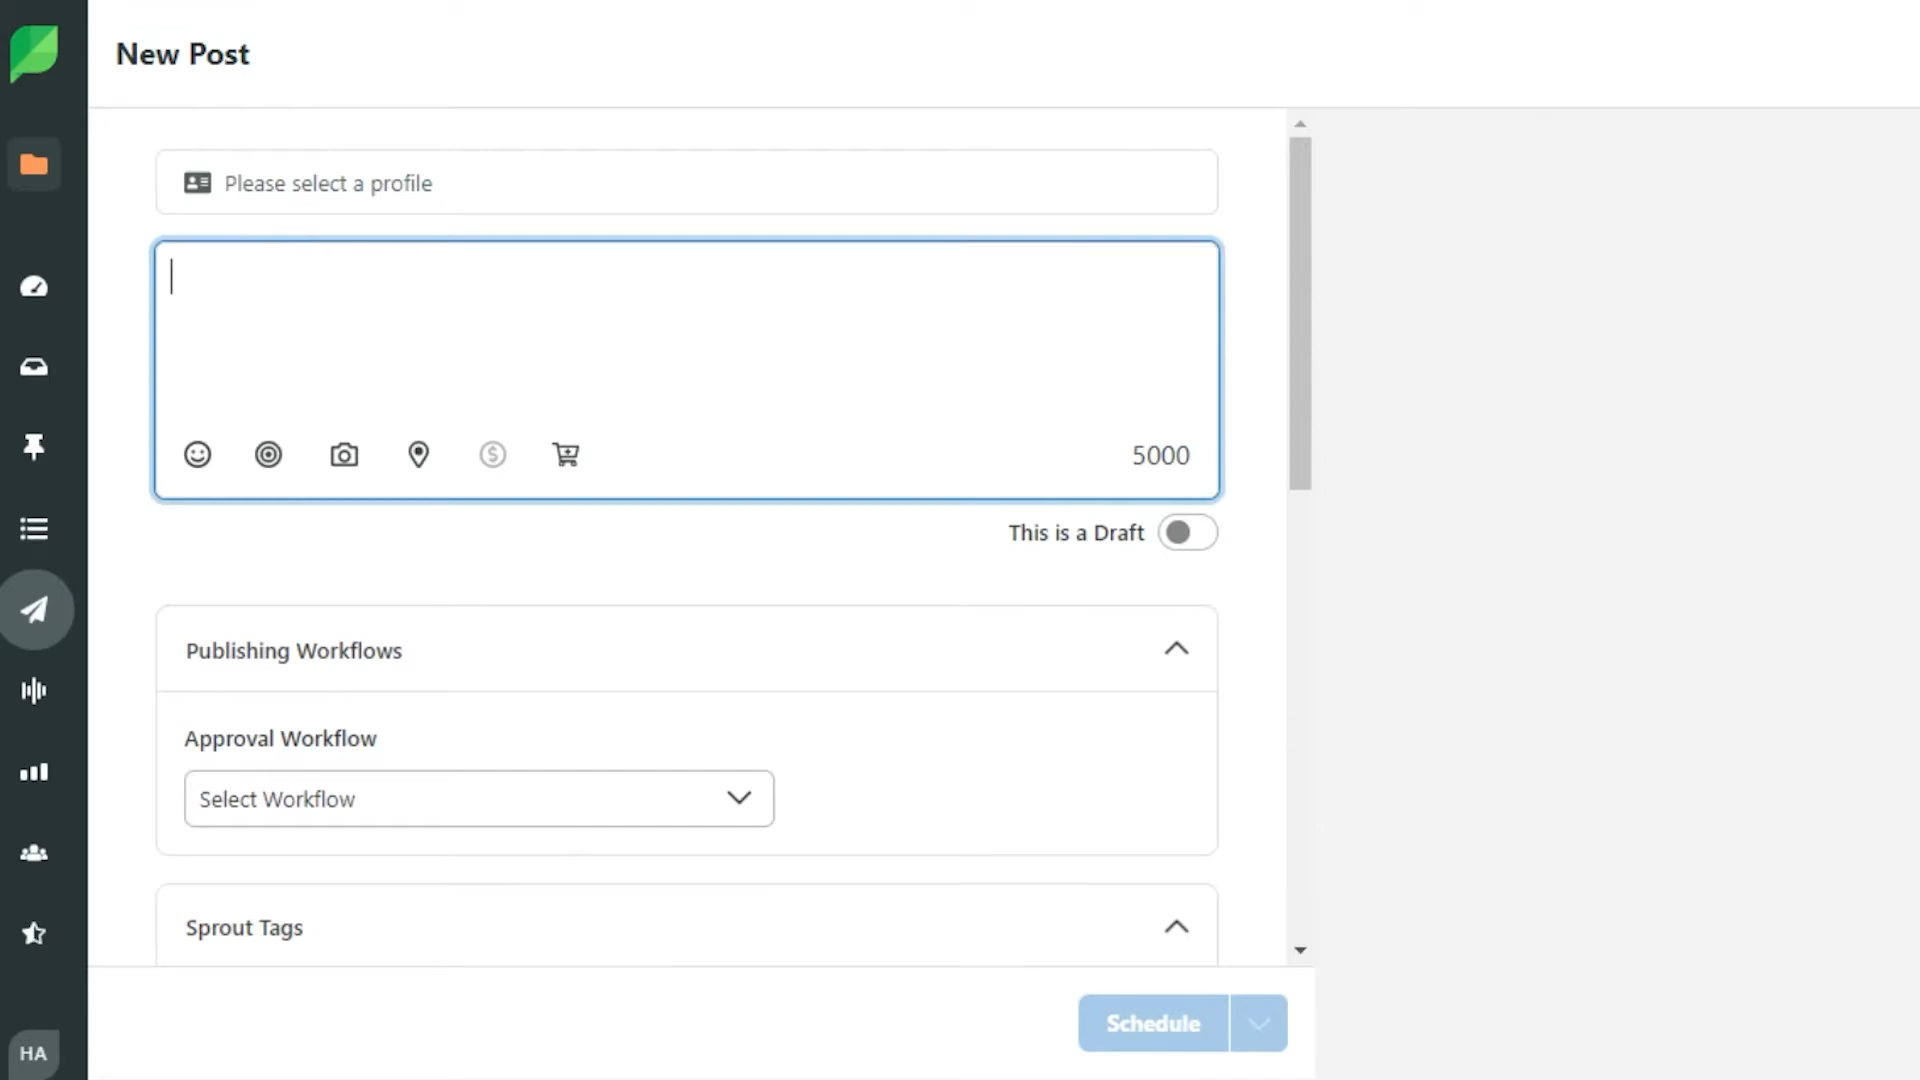 New Post
Please select a profile
5000
This is a Draft
Publishing Workflows
Approval Workflow
Select Workflow
Sprout Tags
Schedule
HA